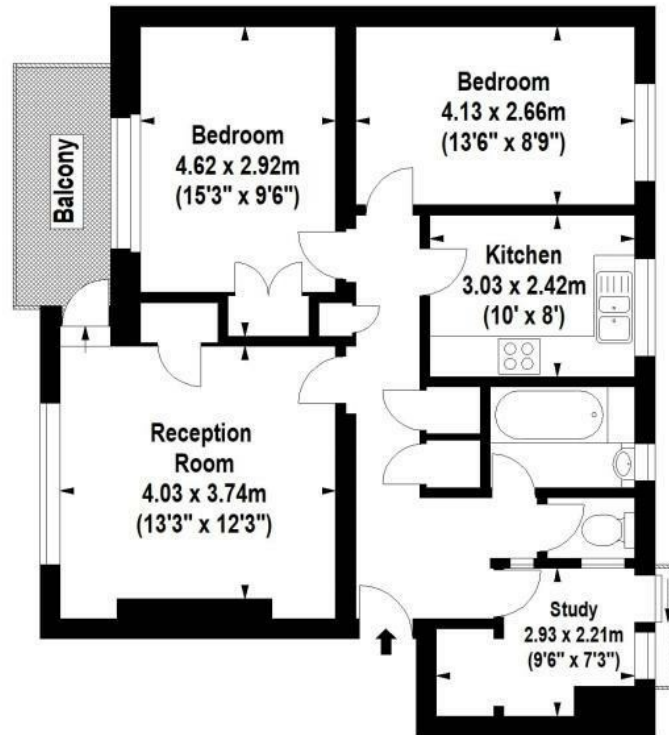 Balcony
Bedroom
4.62 x 2.92m
(15'3" x 9'6")
Bedroom
4.13 x 2.66m
(13'6" x 8'9")
Kitchen
3.03 x 2.42m
(10' x 8')
Reception
Room
4.03 x 3.74m
(13'3" x 12'3")
Study
2.93 x 2.21m
(9'6" x 7'3")